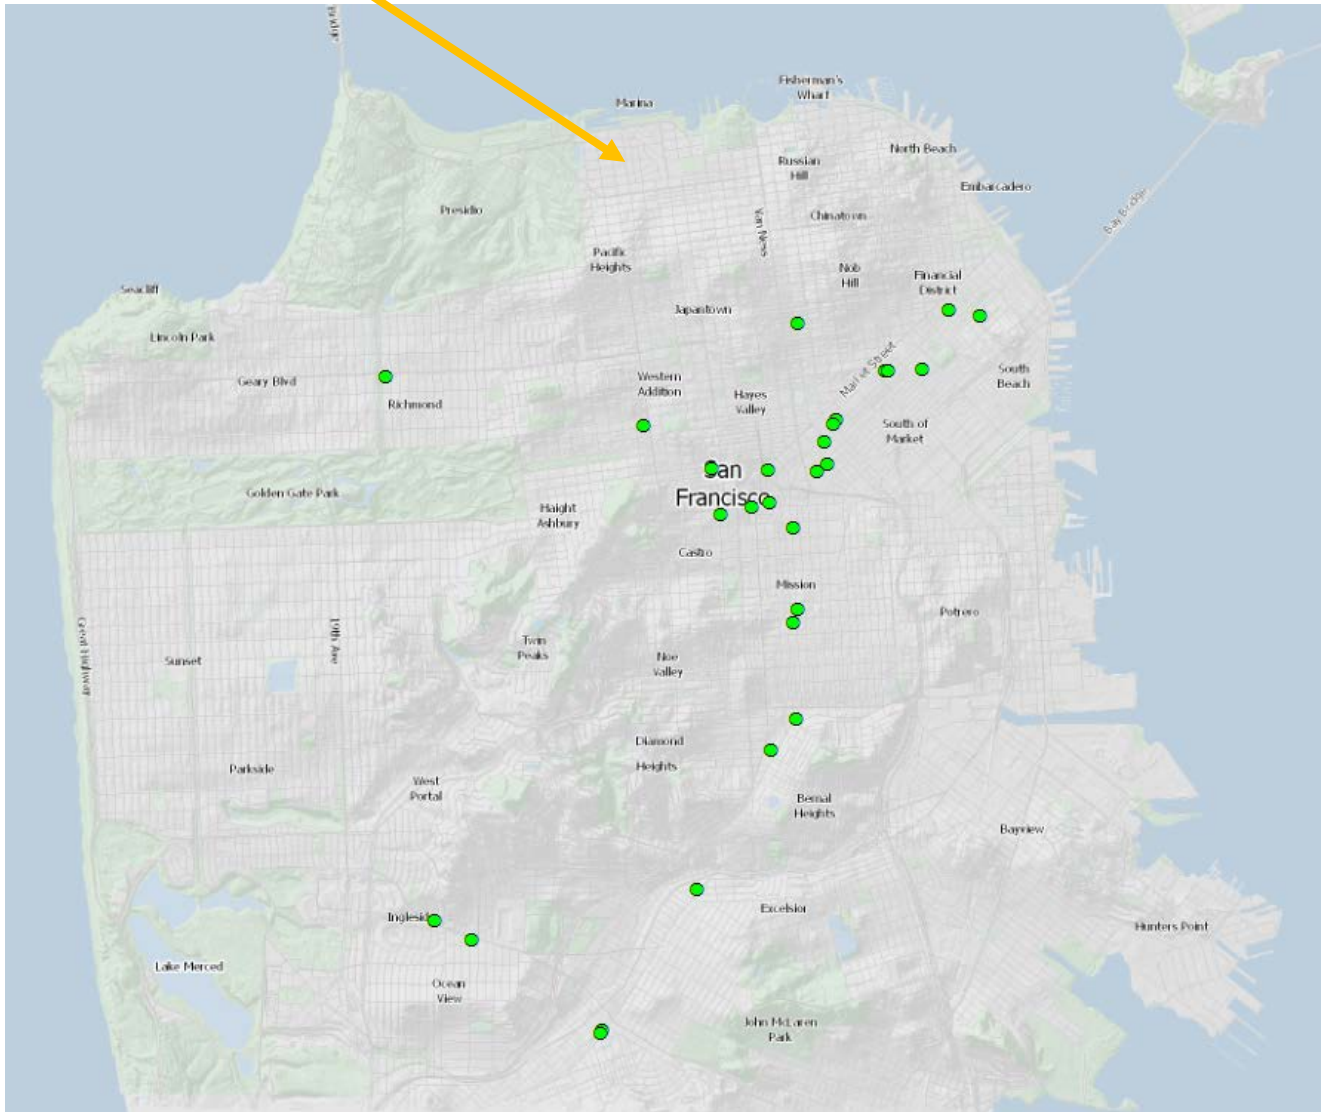 Fisherman's
Wharf
Marina
North Beach
Russian
Hill
Embarcadero
Presidio
Chinatown
Van Ness
Bay Bridge
Pacific
Heights
Nob
Hill
Financial
District
Seacliff
Japantown
Lincoln Park
Market Street
South
Beach
Geary Blvd
Western
Addition
Richmond
Hayes
Valley
South of
Market
San
Francisco
Golden Gate Park
Haight
Ashbury
Castro
Mission
Potrero
Great Highway
19th Ave
Twin
Peaks
Sunset
Noe
Valley
Diamond
Heights
Parkside
West
Portal
Bernal
Heights
Bayview
Excelsior
Ingleside
Hunters Point
Lake Merced
Ocean
View
John McLaren
Park